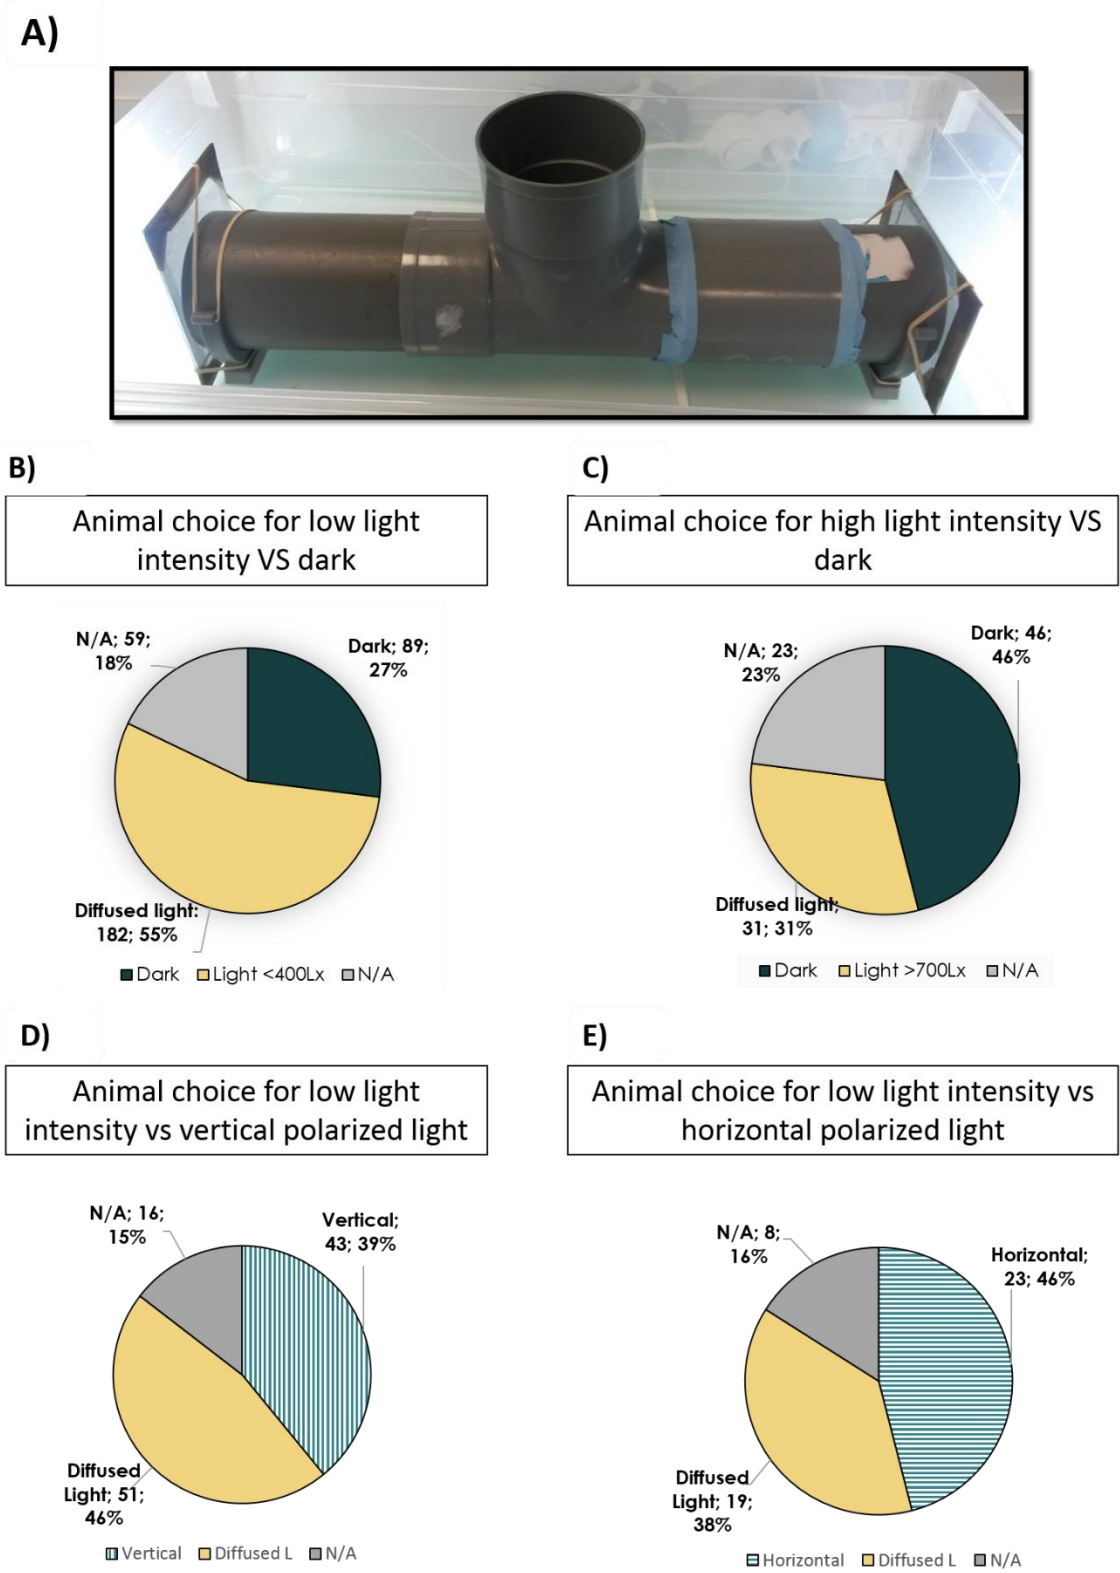 A)
B)
Animal choice for low light
intensity VS dark
N/A; 59;
18%
Dark; 89;
27%
Diffused light:
182; 55%
Dark Light <400Lx N/A
C)
Animal choice for high light intensity VS
dark
N/A; 23;
23%
Dark; 46;
46%
Diffused light;
31; 31%
Dark Light >700Lx N/A
D)
Animal choice for low light
intensity vs vertical polarized light
N/A; 16;
15%
Vertical;
43; 39%
Diffused
Light; 51;
46%
Vertical Diffused L N/A
E)
Animal choice for low light intensity vs
horizontal polarized light
N/A; 8;
16%
Horizontal;
23; 46%
Diffused
Light; 19;
38%
Horizontal Diffused L N/A